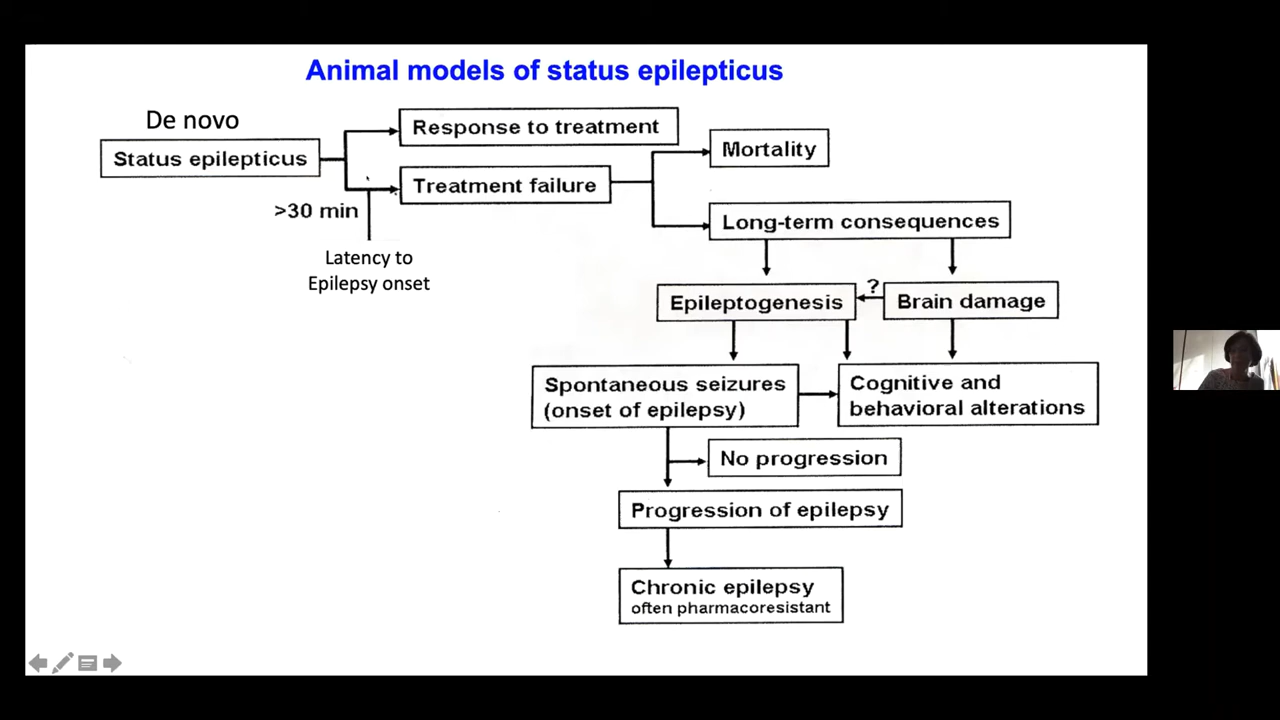 Animal models of status epilepticus
De novo
Status epilepticus
Response to treatment
Treatment failure
>30 min
Latency to
Epilepsy onset
Mortality
Long-term consequences
Epileptogenesis
?
Brain damage
Spontaneous seizures
(onset of epilepsy)
Cognitive and
behavioral alterations
No progression
Progression of epilepsy
Chronic epilepsy
often pharmacoresistant